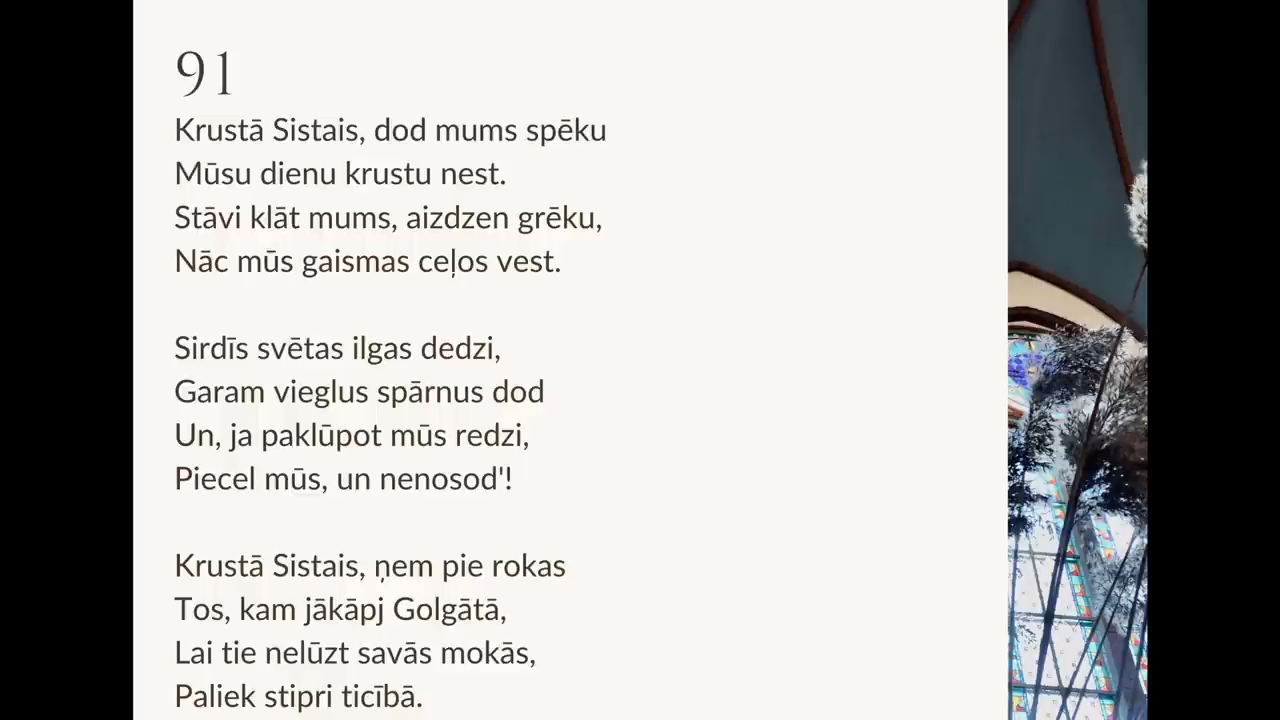 91
Krustā Sistais, dod mums spēku
Mūsu dienu krustu nest.
Stāvi klāt mums, aizdzen grēku,
Nāc mūs gaismas ceļos vest.
Sirdīs svētas ilgas dedzi,
Garam vieglus spārnus dod
Un, ja paklūpot mūs redzi,
Piecel mūs, un nenosod'!
Krustā Sistais, ņem pie rokas
Tos, kam jākāpj Golgātā,
Lai tie nelūzt savās mokās,
Paliek stipri ticībā.